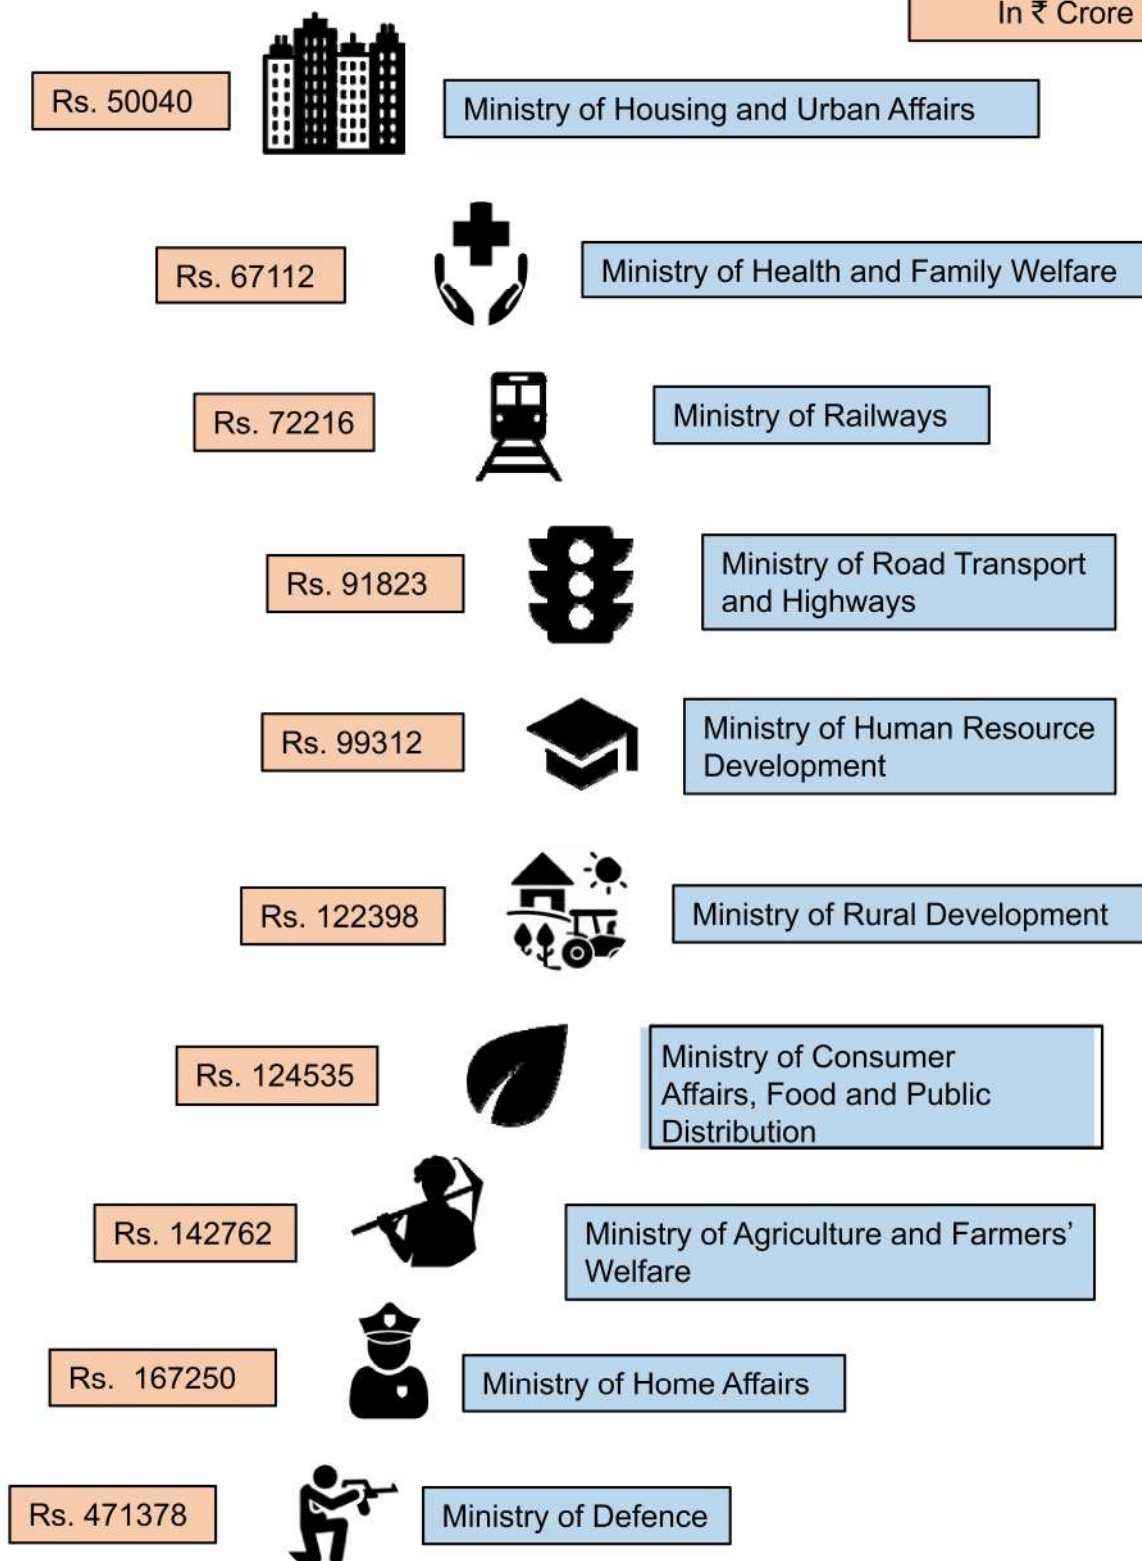 In ₹ Crore
Rs. 50040
Ministry of Housing and Urban Affairs
Rs. 67112
Ministry of Health and Family Welfare
Rs. 72216
Ministry of Railways
Rs. 91823
Ministry of Road Transport
and Highways
Rs. 99312
Ministry of Human Resource
Development
Rs. 122398
Ministry of Rural Development
Rs. 124535
Ministry of Consumer
Affairs, Food and Public
Distribution
Rs. 142762
Ministry of Agriculture and Farmers’
Welfare
Rs. 167250
Ministry of Home Affairs
Rs. 471378
Ministry of Defence